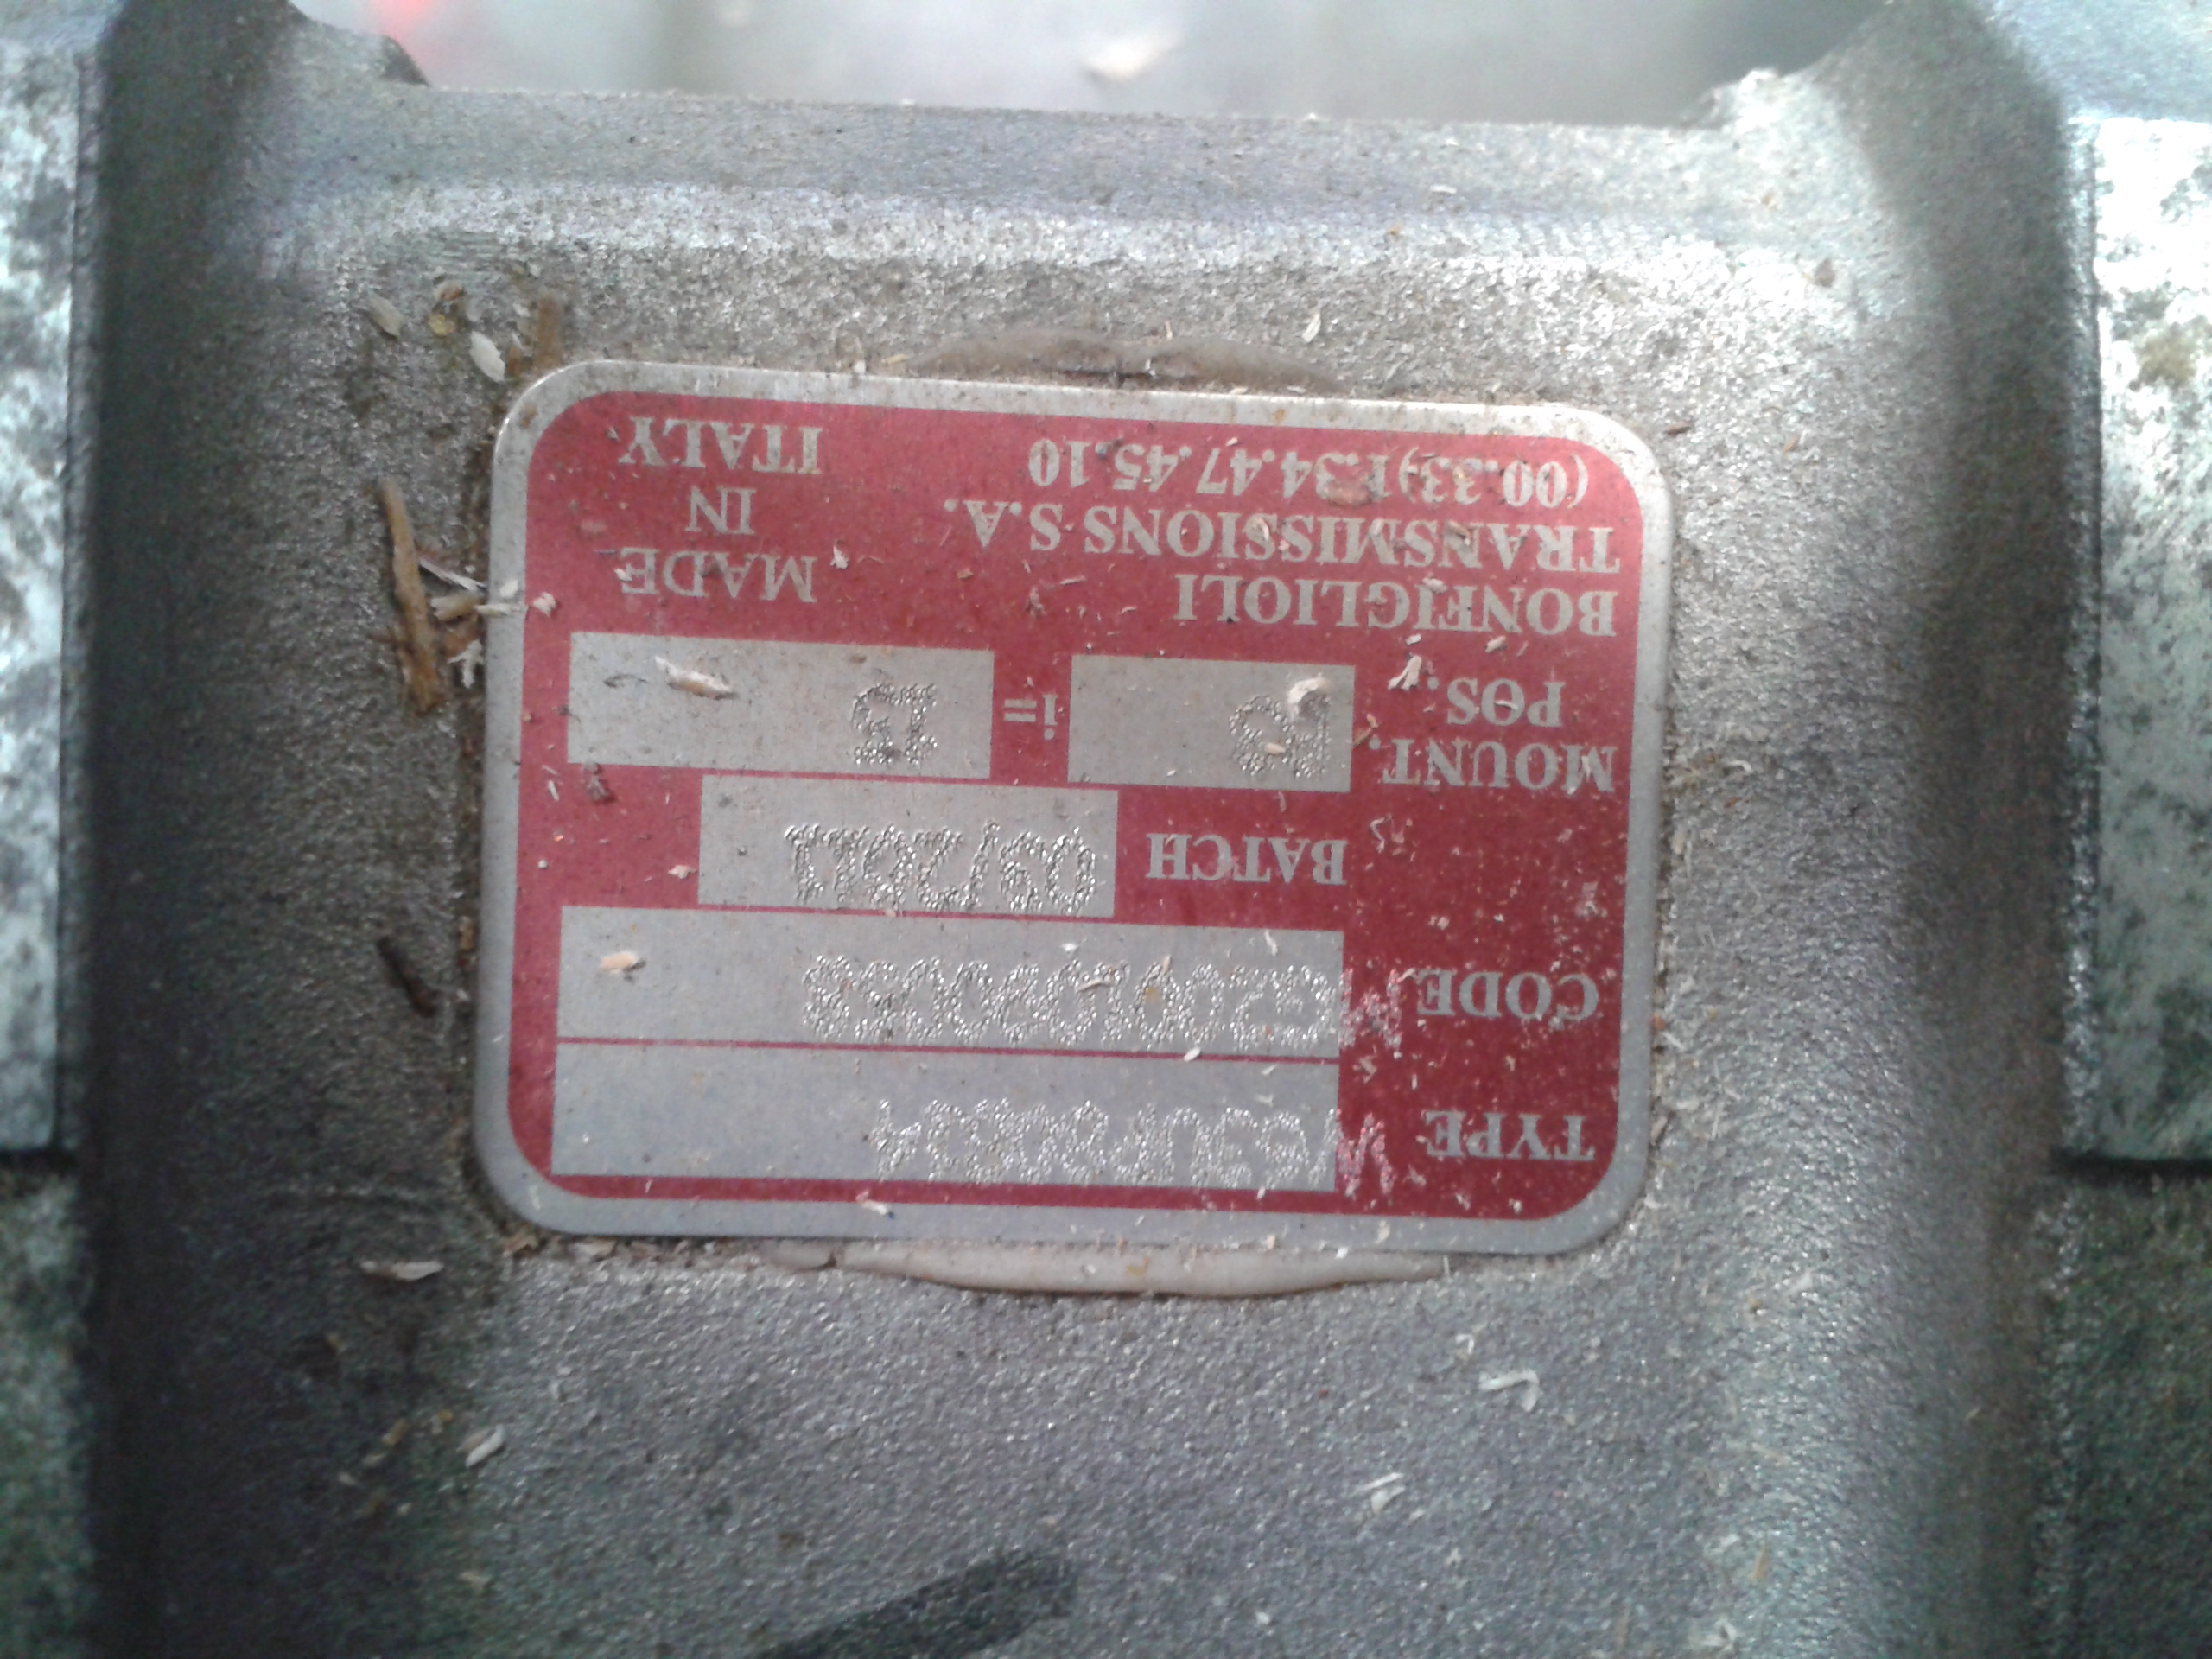 TYPE
CODE
BATCH 09/2011
MOUNT.
POS. B3 i= 15
BONFIGLIOLI
TRANSMISSIONS S.A.
(00.33)1.34.47.45.10
MADE
IN
ITALY